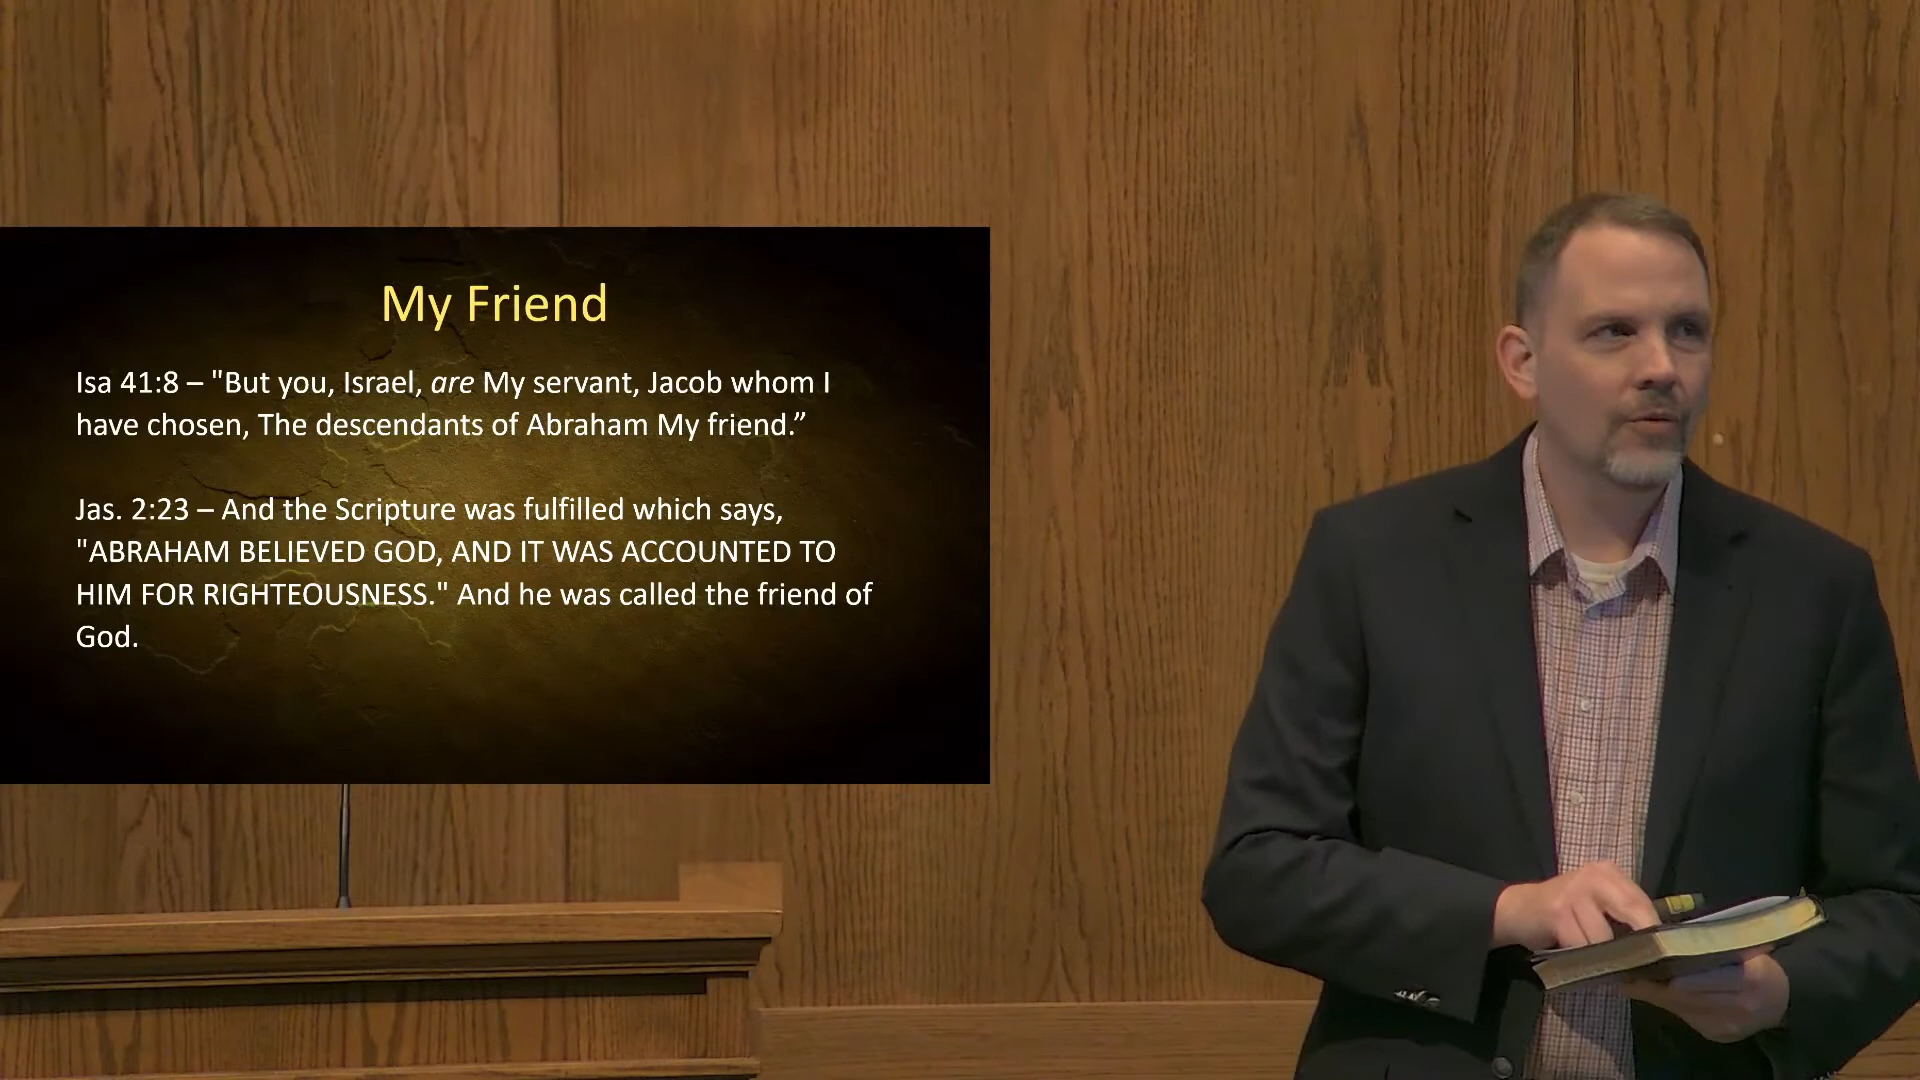 My Friend
Isa 41:8 – "But you, Israel, are My servant, Jacob whom I
have chosen, The descendants of Abraham My friend.”
Jas. 2:23 – And the Scripture was fulfilled which says,
"ABRAHAM BELIEVED GOD, AND IT WAS ACCOUNTED TO
HIM FOR RIGHTEOUSNESS." And he was called the friend of
God.